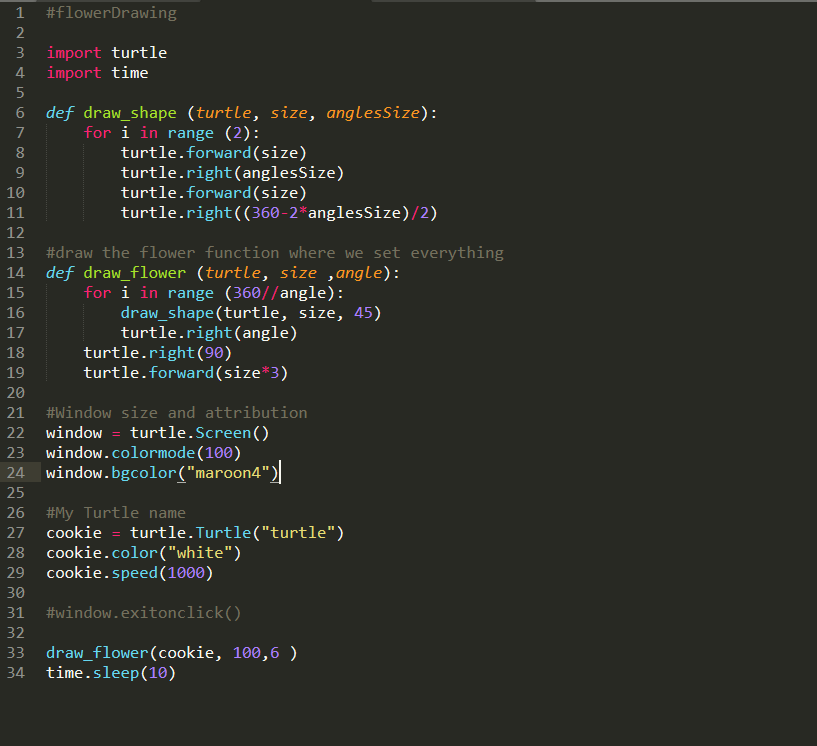 1 #flowerDrawing
2
3 import turtle
4 import time
5
6 def draw_shape (turtle, size, anglesSize):
7     for i in range (2):
8         turtle.forward(size)
9         turtle.right(anglesSize)
10         turtle.forward(size)
11         turtle.right((360-2*anglesSize)/2)
12
13 #draw the flower function where we set everything
14 def draw_flower (turtle, size ,angle):
15     for i in range (360//angle):
16         draw_shape(turtle, size, 45)
17         turtle.right(angle)
18     turtle.right(90)
19     turtle.forward(size*3)
20
21 #Window size and attribution
22 window = turtle.Screen()
23 window.colormode(100)
24 window.bgcolor("maroon4")
25
26 #My Turtle name
27 cookie = turtle.Turtle("turtle")
28 cookie.color("white")
29 cookie.speed(1000)
30
31 #window.exitonclick()
32
33 draw_flower(cookie, 100,6 )
34 time.sleep(10)